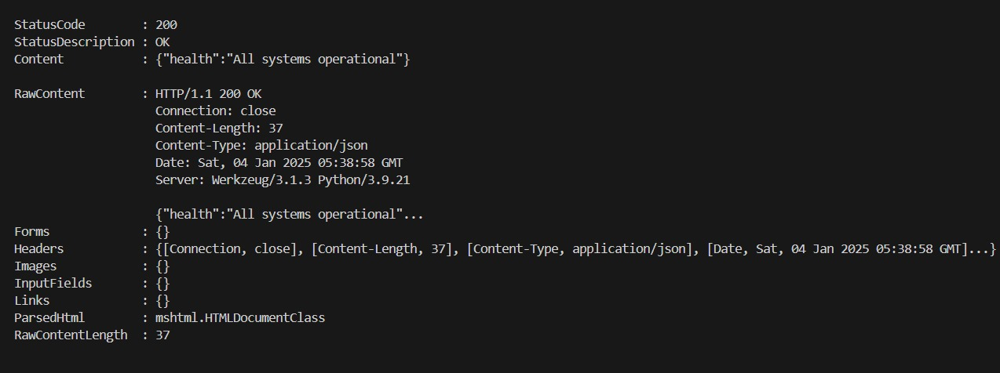 StatusCode        : 200
StatusDescription : OK
Content           : {"health":"All systems operational"}

RawContent        : HTTP/1.1 200 OK
                    Connection: close
                    Content-Length: 37
                    Content-Type: application/json
                    Date: Sat, 04 Jan 2025 05:38:58 GMT
                    Server: Werkzeug/3.1.3 Python/3.9.21

                    {"health":"All systems operational"...
Forms             : {}
Headers           : {[Connection, close], [Content-Length, 37], [Content-Type, application/json], [Date, Sat, 04 Jan 2025 05:38:58 GMT]...}
Images            : {}
InputFields       : {}
Links             : {}
ParsedHtml        : mshtml.HTMLDocumentClass
RawContentLength  : 37